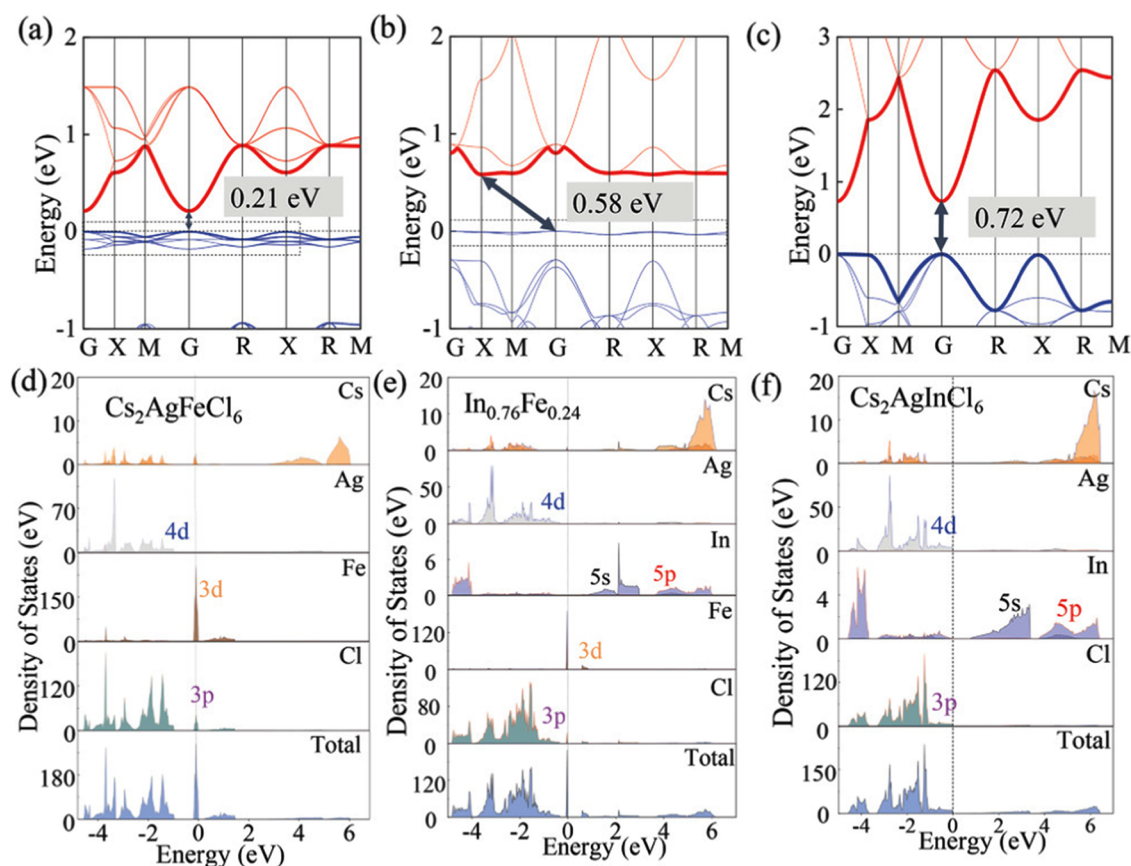 (a) (b) (c)
2 2 3
1 1 2
0 0 1
-1 -1 0
-1
Energy (eV) Energy (eV) Energy (eV)
0.21 eV 0.58 eV 0.72 eV
G X M G R X R M G X M G R X R M G X M G R X R M
(d) Cs₂AgFeCl₆
20
10
0
Cs
70
0
Ag
4d
150
0
Fe
3d
150
0
Cl
3p
180
0
Total
Density of States (eV)
-4 -2 0 2 4 6
Energy (eV)
(e) In₀.₇₆Fe₀.₂₄
20
10
0
Cs
50
0
Ag
4d
6
0
In
5s 5p
120
0
Fe
3d
80
0
Cl
3p
120
0
Total
Density of States (eV)
-4 -2 0 2 4 6
Energy (eV)
(f) Cs₂AgInCl₆
20
10
0
Cs
50
0
Ag
4d
4
0
In
5s 5p
120
0
Cl
3p
150
0
Total
Density of States (eV)
-4 -2 0 2 4 6
Energy (eV)